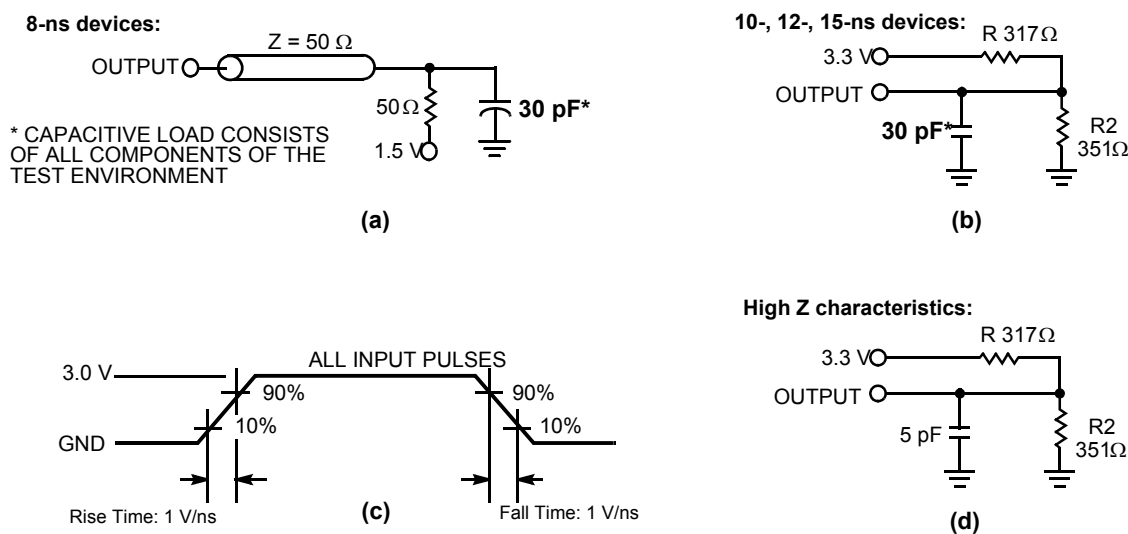 8-ns devices:
Z = 50 Ω
OUTPUT
50Ω
30 pF*
1.5 V
* CAPACITIVE LOAD CONSISTS
OF ALL COMPONENTS OF THE
TEST ENVIRONMENT
(a)
10-, 12-, 15-ns devices:
R 317Ω
3.3 V
OUTPUT
30 pF*
R2
351Ω
(b)
ALL INPUT PULSES
3.0 V
90%
90%
10%
10%
GND
Rise Time: 1 V/ns
(c)
Fall Time: 1 V/ns
High Z characteristics:
R 317Ω
3.3 V
OUTPUT
5 pF
R2
351Ω
(d)